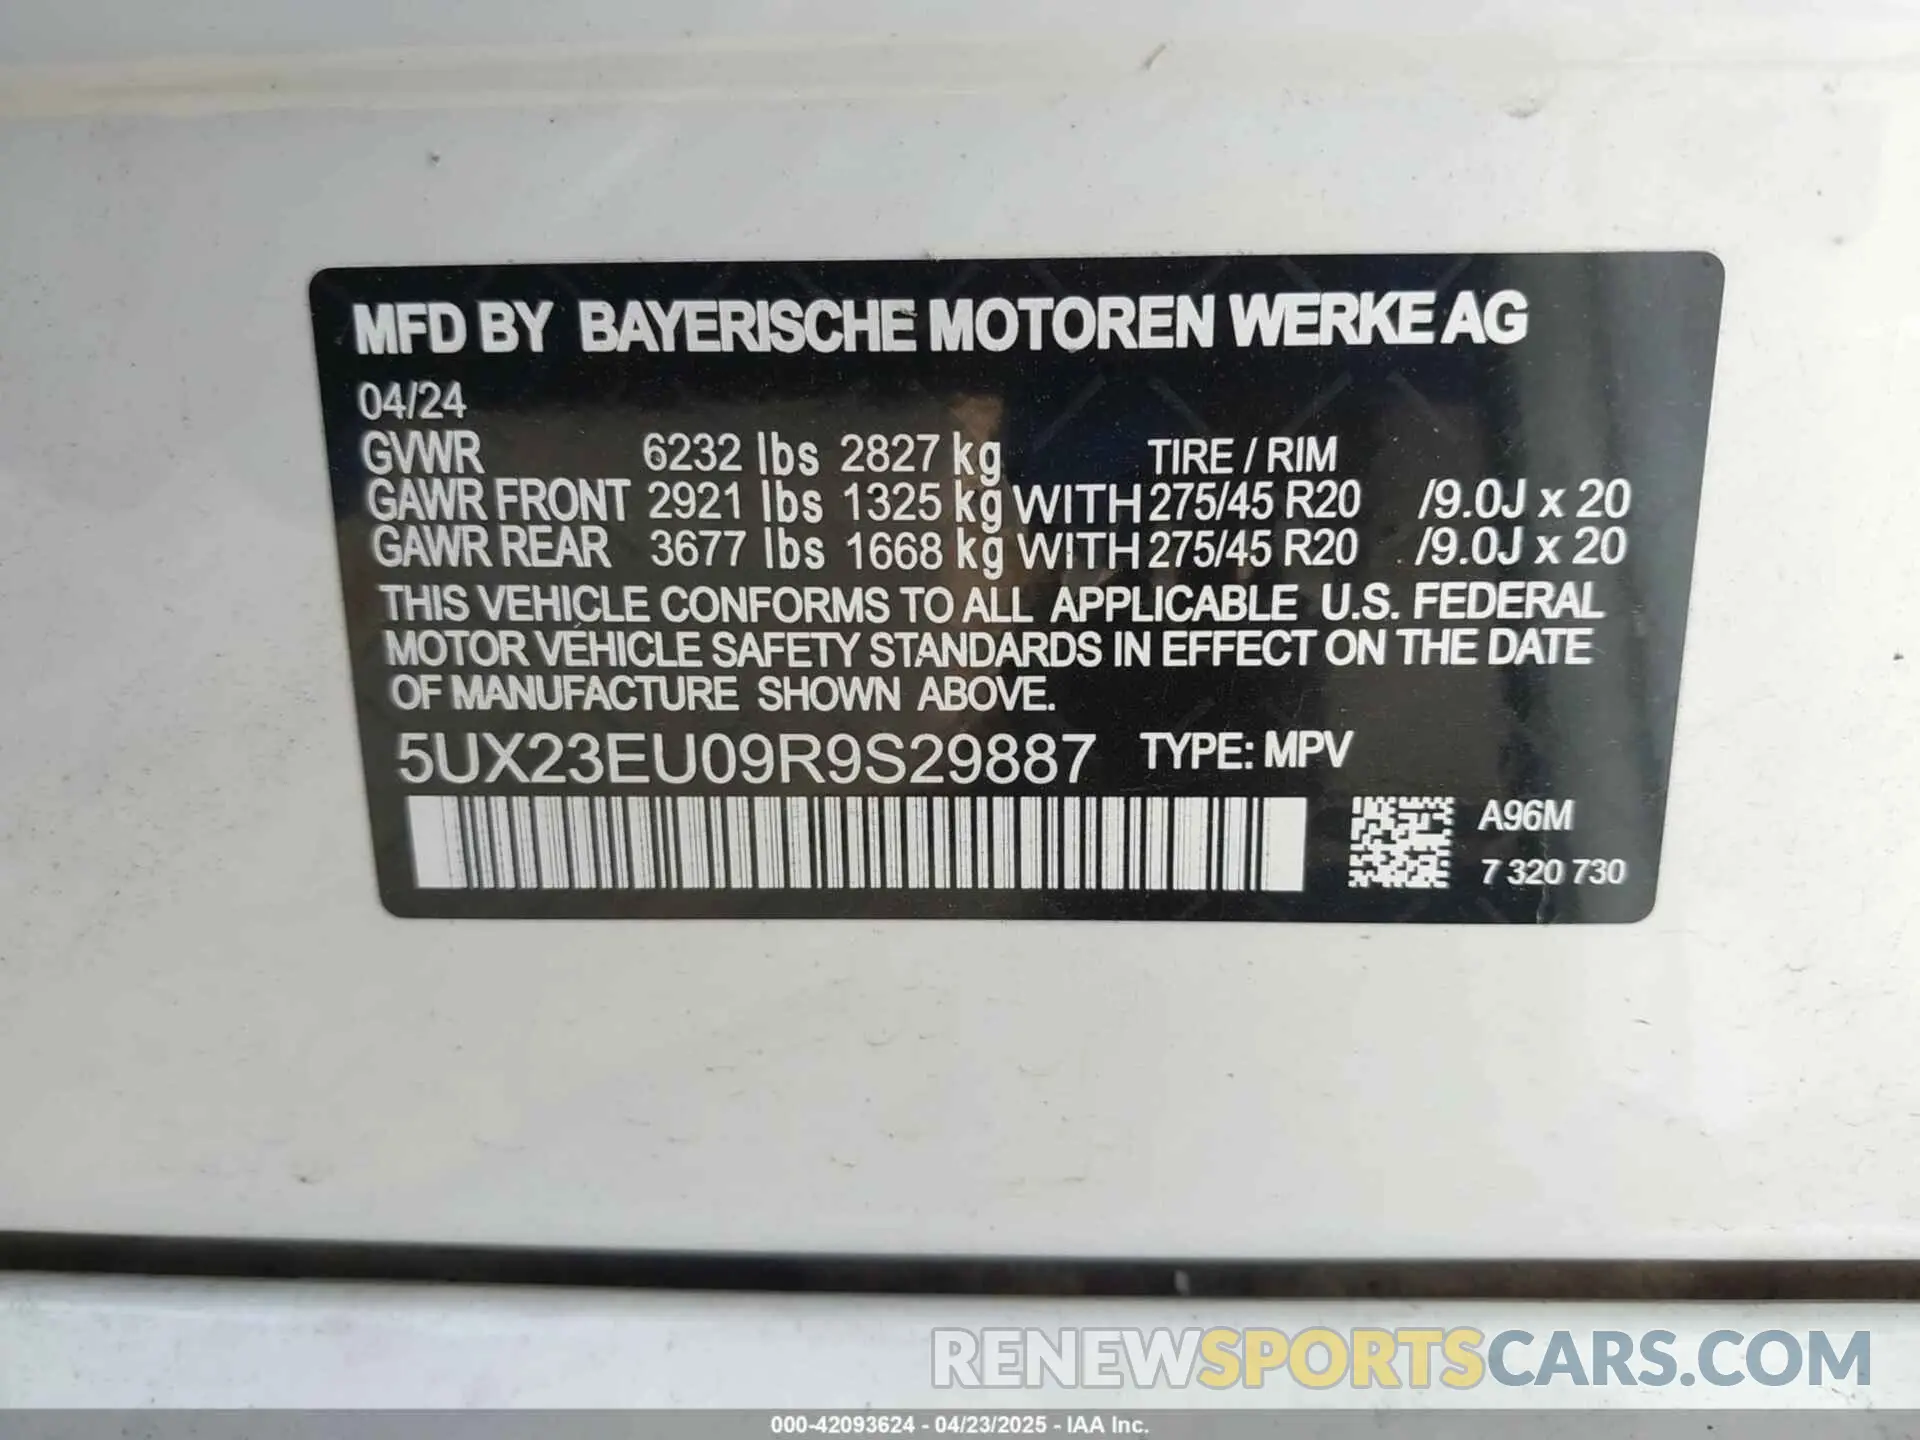 MFD BY BAYERISCHE MOTOREN WERKE AG
04/24
GVWR 6232 lbs 2827 kg TIRE / RIM
GAWR FRONT 2921 lbs 1325 kg WITH 275/45 R20 /9.0J x 20
GAWR REAR 3677 lbs 1668 kg WITH 275/45 R20 /9.0J x 20
THIS VEHICLE CONFORMS TO ALL APPLICABLE U.S. FEDERAL
MOTOR VEHICLE SAFETY STANDARDS IN EFFECT ON THE DATE
OF MANUFACTURE SHOWN ABOVE.
5UX23EU09R9S29887 TYPE: MPV
A96M
7 320 730
RENEWSPORTSCARS.COM
000-42093624 - 04/23/2025 - IAA Inc.